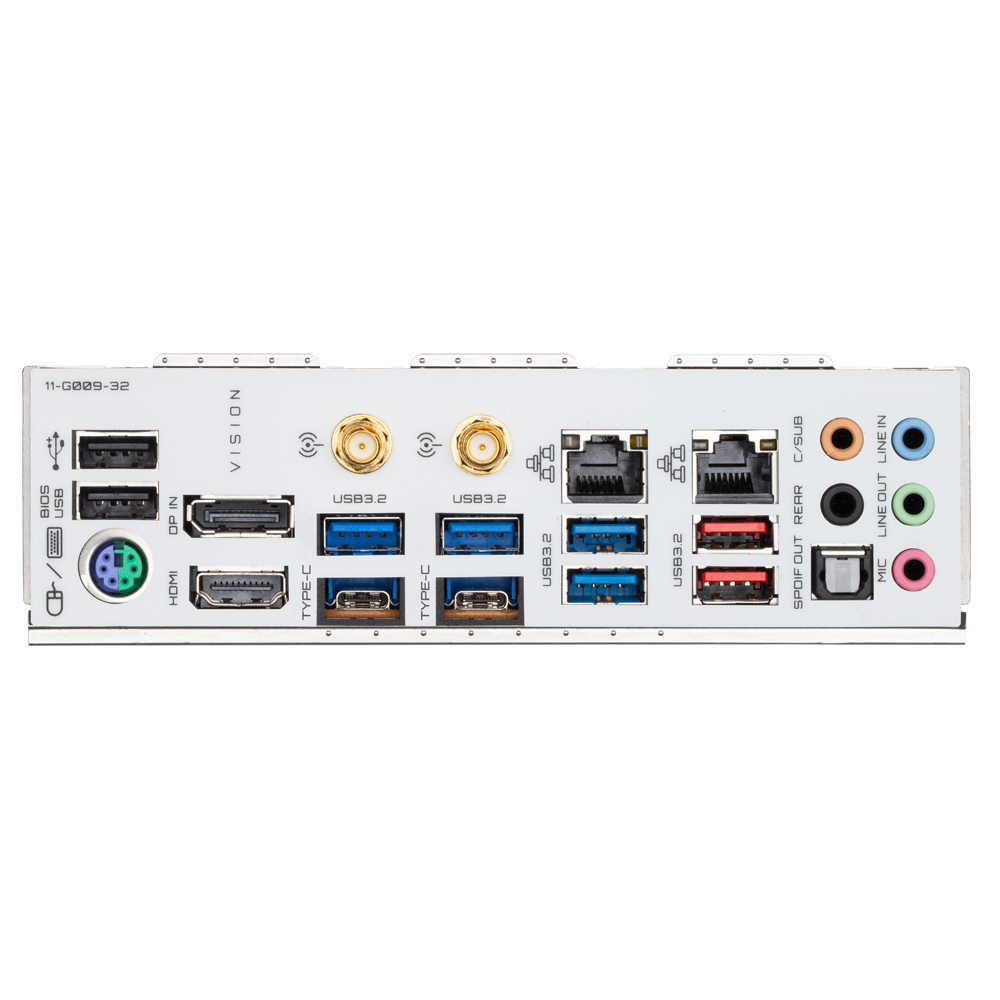 11-G009-32
VISION
BIOS
USB
DP IN
HDMI
USB3.2
TYPE-C
USB3.2
TYPE-C
USB3.2
USB3.2
C/SUB
LINE IN
REAR
LINE OUT
SPDIF OUT
MIC